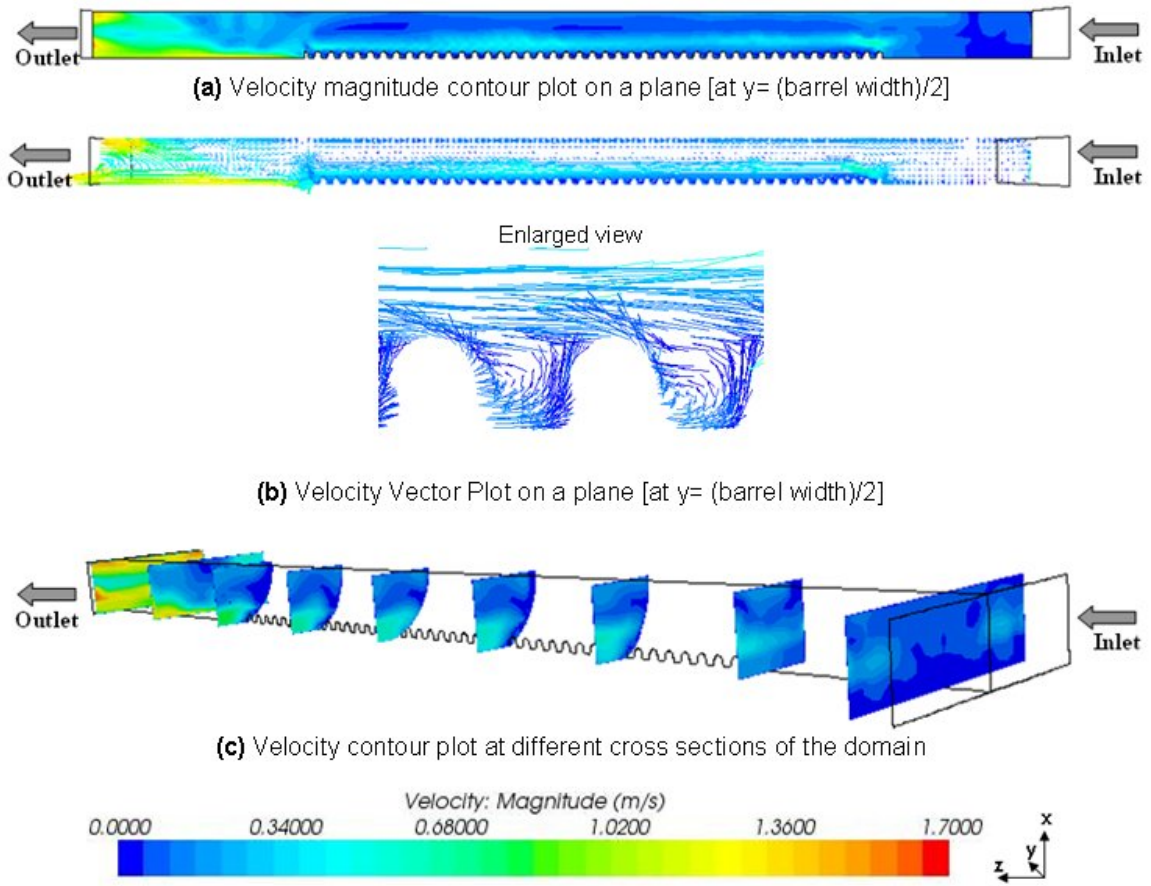 Outlet
Inlet
(a) Velocity magnitude contour plot on a plane [at y= (barrel width)/2]
Outlet
Inlet
Enlarged view
(b) Velocity Vector Plot on a plane [at y= (barrel width)/2]
Outlet
Inlet
(c) Velocity contour plot at different cross sections of the domain
Velocity: Magnitude (m/s)
0.0000 0.34000 0.68000 1.0200 1.3600 1.7000
x
y
z